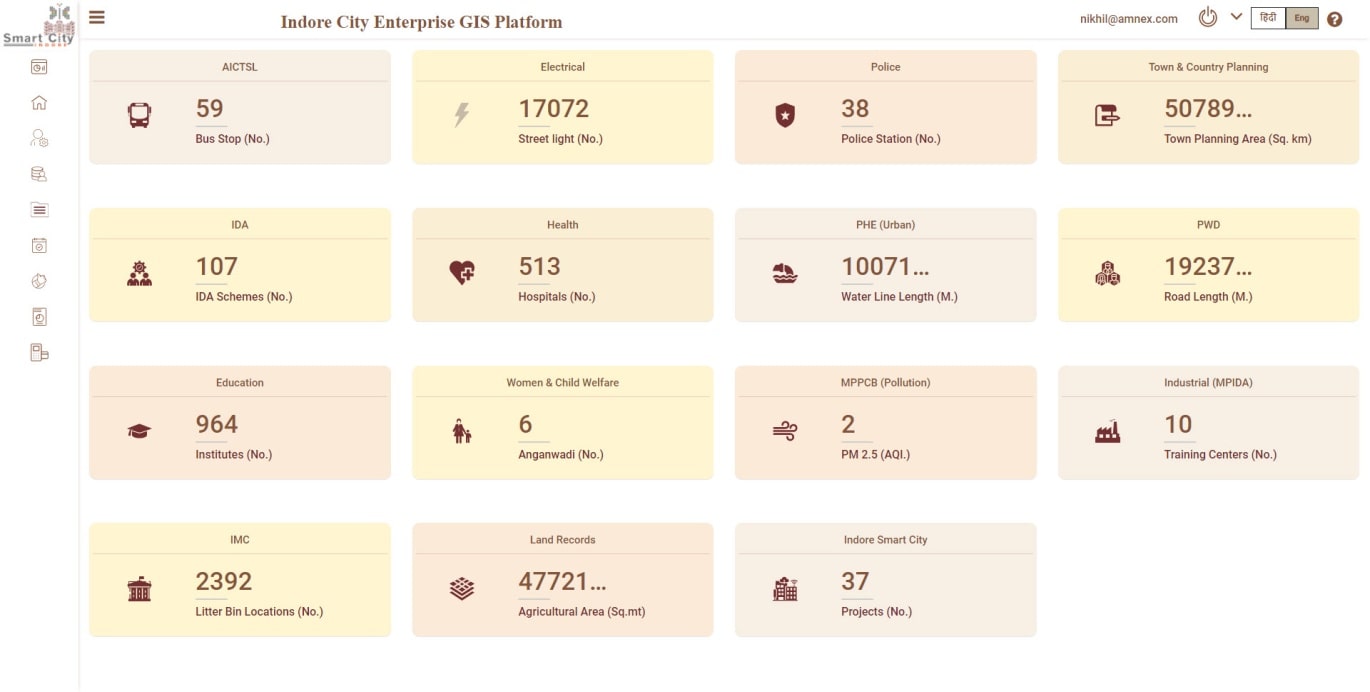 Smart City
INDORE
Indore City Enterprise GIS Platform
nikhil@amnex.com
हिंदी
Eng
?
AICTSL
59
Bus Stop (No.)
Electrical
17072
Street light (No.)
Police
38
Police Station (No.)
Town & Country Planning
50789...
Town Planning Area (Sq. km)
IDA
107
IDA Schemes (No.)
Health
513
Hospitals (No.)
PHE (Urban)
10071...
Water Line Length (M.)
PWD
19237...
Road Length (M.)
Education
964
Institutes (No.)
Women & Child Welfare
6
Anganwadi (No.)
MPPCB (Pollution)
2
PM 2.5 (AQI.)
Industrial (MPIDA)
10
Training Centers (No.)
IMC
2392
Litter Bin Locations (No.)
Land Records
47721...
Agricultural Area (Sq.mt)
Indore Smart City
37
Projects (No.)